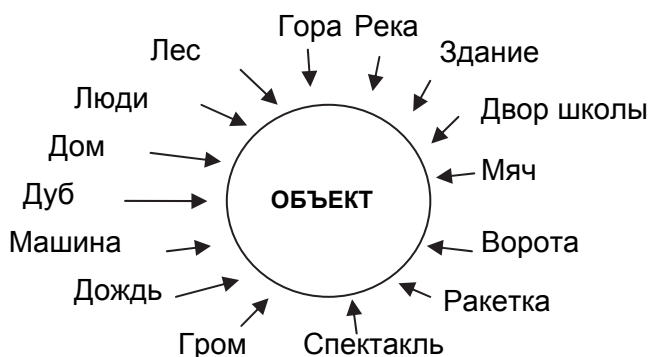 Гора Река
Лес
Здание
Люди
Двор школы
Дом
Мяч
Дуб
ОБЪЕКТ
Машина
Ворота
Дождь
Ракетка
Гром
Спектакль